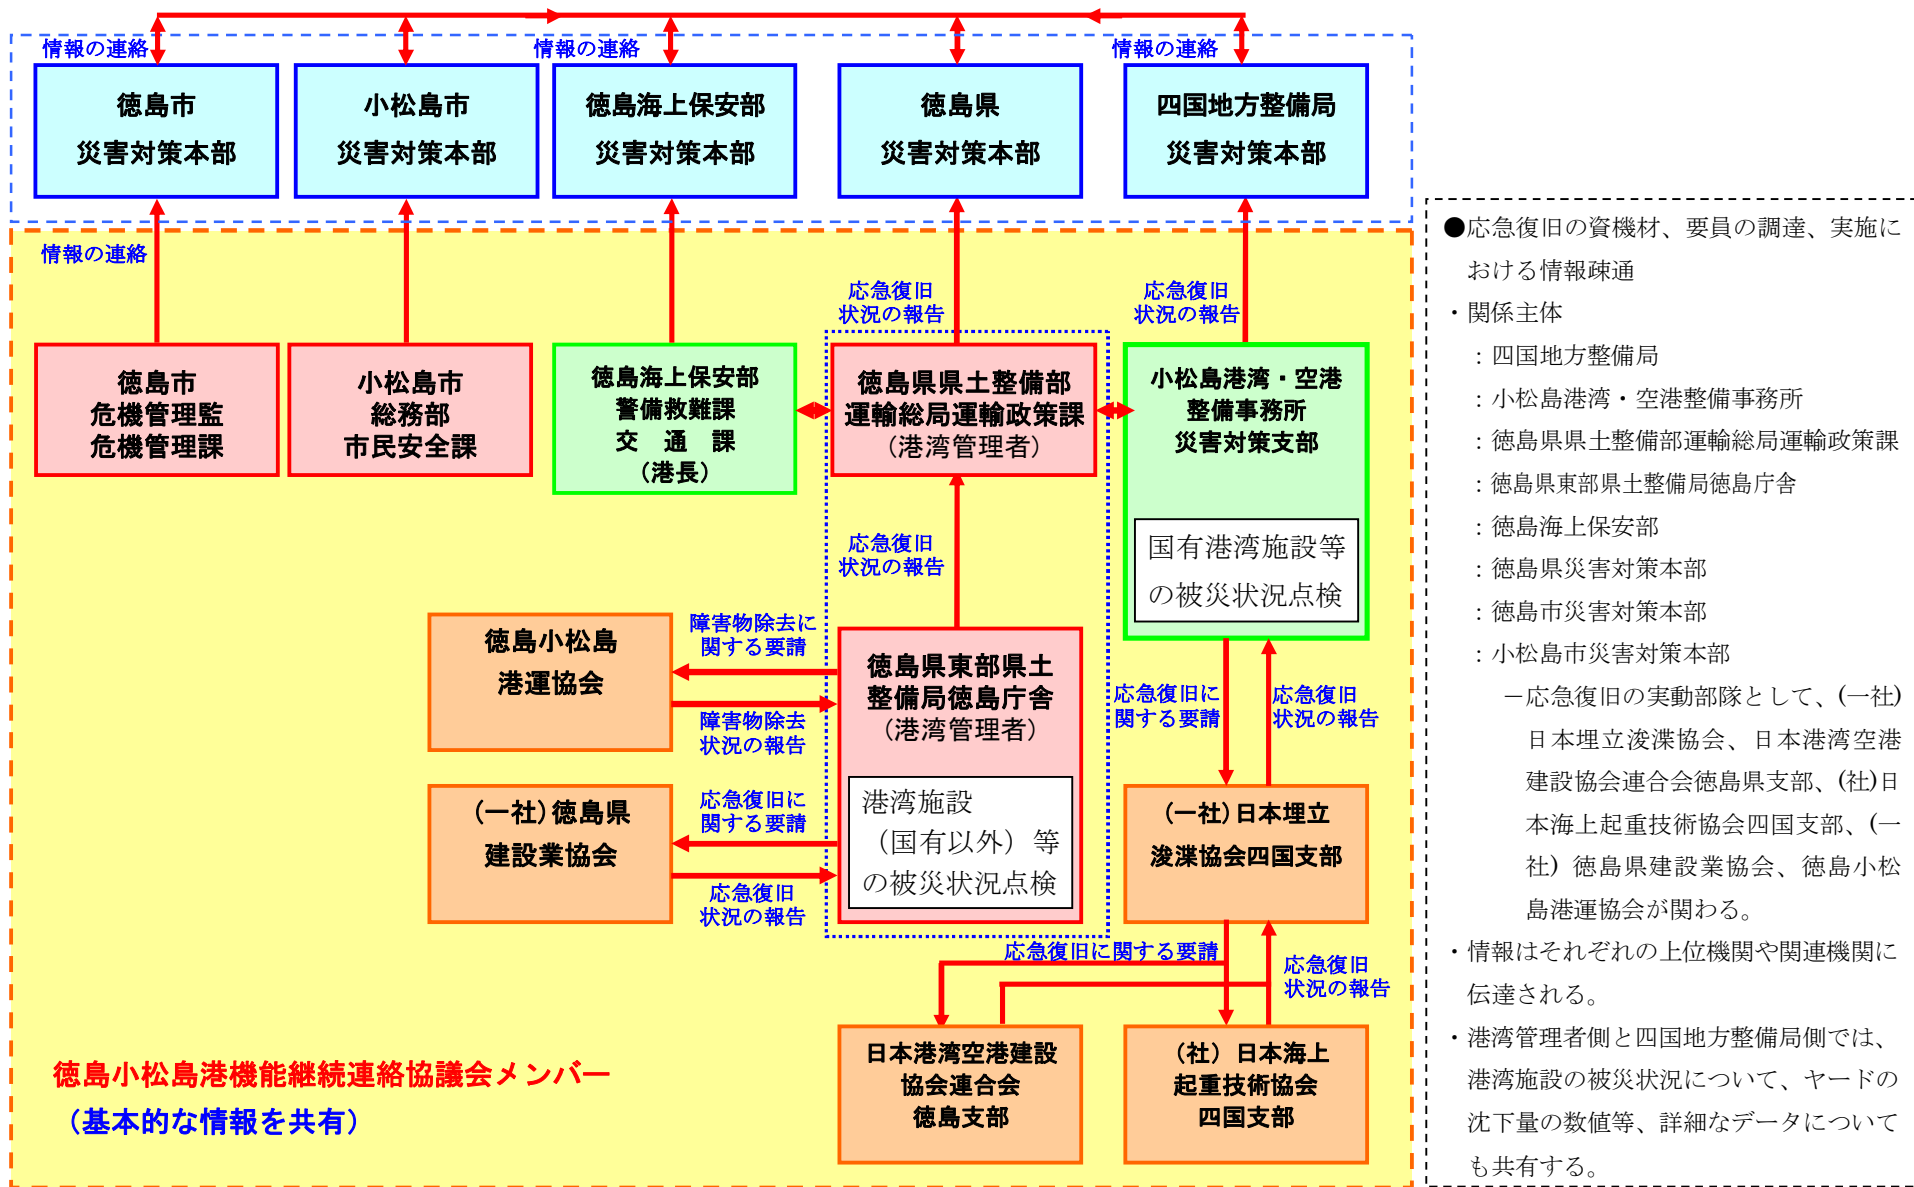 情報の連絡
情報の連絡
情報の連絡
徳島市
災害対策本部
小松島市
災害対策本部
徳島海上保安部
災害対策本部
徳島県
災害対策本部
四国地方整備局
災害対策本部
情報の連絡
応急復旧
状況の報告
応急復旧
状況の報告
徳島市
危機管理監
危機管理課
小松島市
総務部
市民安全課
徳島海上保安部
警備救難課
交 通 課
（港長）
徳島県県土整備部
運輸総局運輸政策課
（港湾管理者）
小松島港湾・空港
整備事務所
災害対策支部
国有港湾施設等
の被災状況点検
応急復旧
状況の報告
徳島小松島
港運協会
障害物除去に
関する要請
障害物除去
状況の報告
徳島県東部県土
整備局徳島庁舎
（港湾管理者）
港湾施設
（国有以外）等
の被災状況点検
応急復旧に
関する要請
応急復旧
状況の報告
(一社)徳島県
建設業協会
応急復旧に
関する要請
応急復旧
状況の報告
(一社)日本埋立
浚渫協会四国支部
応急復旧に関する要請
応急復旧
状況の報告
日本港湾空港建設
協会連合会
徳島支部
（社）日本海上
起重技術協会
四国支部
徳島小松島港機能継続連絡協議会メンバー
（基本的な情報を共有）
●応急復旧の資機材、要員の調達、実施に
おける情報疎通
・関係主体
：四国地方整備局
：小松島港湾・空港整備事務所
：徳島県県土整備部運輸総局運輸政策課
：徳島県東部県土整備局徳島庁舎
：徳島海上保安部
：徳島県災害対策本部
：徳島市災害対策本部
：小松島市災害対策本部
－応急復旧の実動部隊として、(一社)
日本埋立浚渫協会、日本港湾空港
建設協会連合会徳島県支部、(社)日
本海上起重技術協会四国支部、(一
社) 徳島県建設業協会、徳島小松
島港運協会が関わる。
・情報はそれぞれの上位機関や関連機関に
伝達される。
・港湾管理者側と四国地方整備局側では、
港湾施設の被災状況について、ヤードの
沈下量の数値等、詳細なデータについて
も共有する。